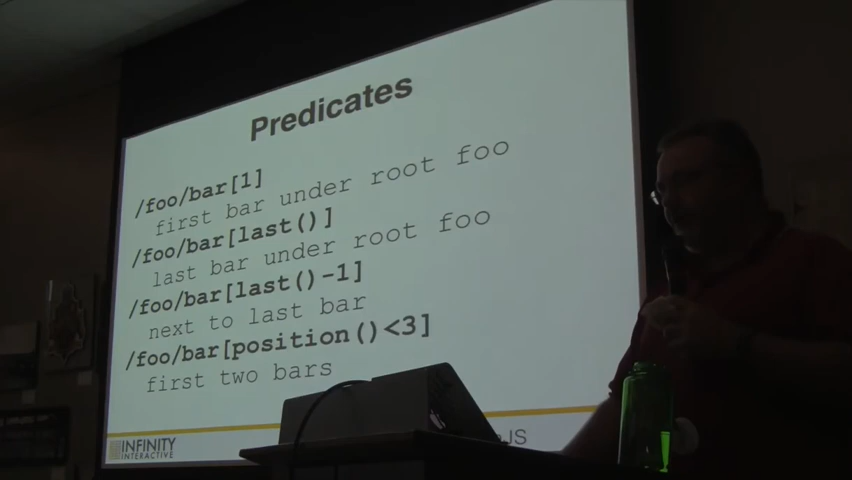 Predicates
/foo/bar[1]
first bar under root foo
/foo/bar[last()]
last bar under root foo
/foo/bar[last()-1]
next to last bar
/foo/bar[position()<3]
first two bars
INFINITY
INTERACTIVE
JS